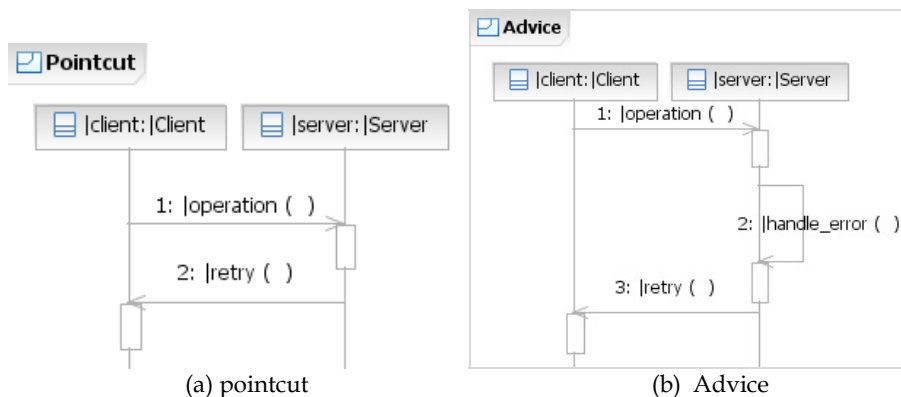 Pointcut
|client:|Client
|server:|Server
1: |operation ( )
2: |retry ( )
(a) pointcut
Advice
|client:|Client
|server:|Server
1: |operation ( )
2: |handle_error ( )
3: |retry ( )
(b) Advice